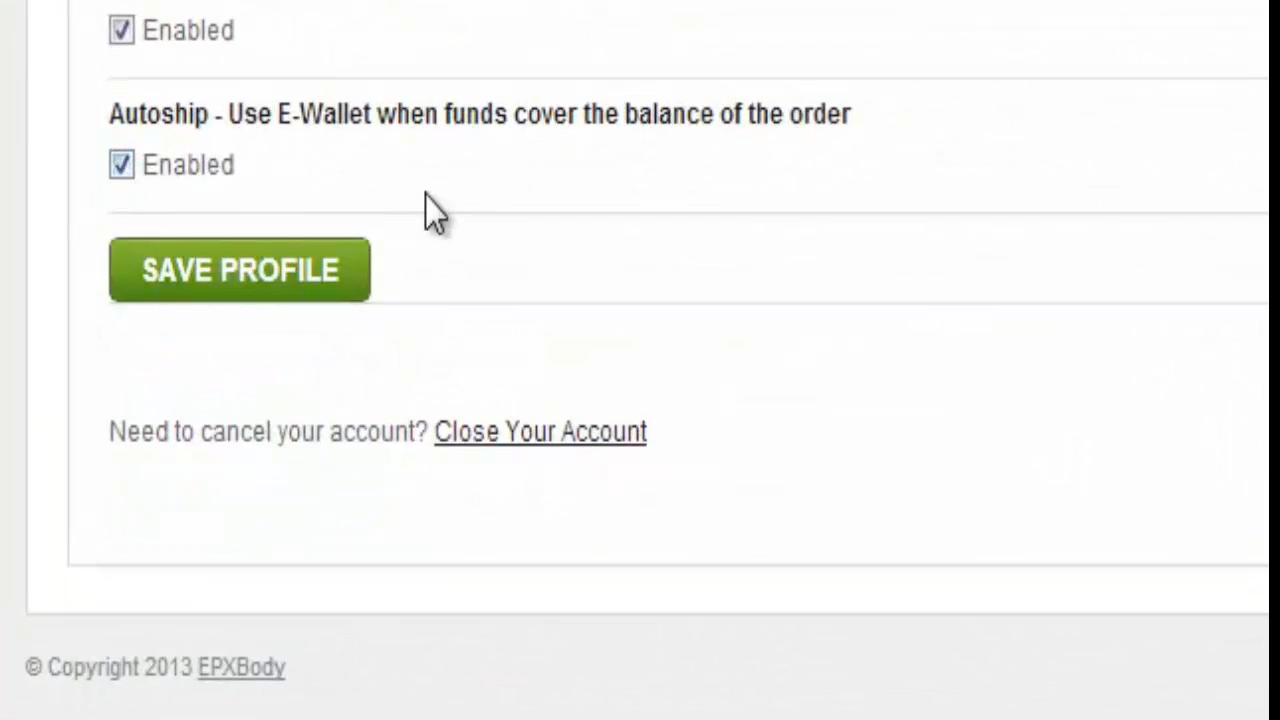 Enabled
Autoship - Use E-Wallet when funds cover the balance of the order
Enabled
SAVE PROFILE
Need to cancel your account? Close Your Account
© Copyright 2013 EPXBody